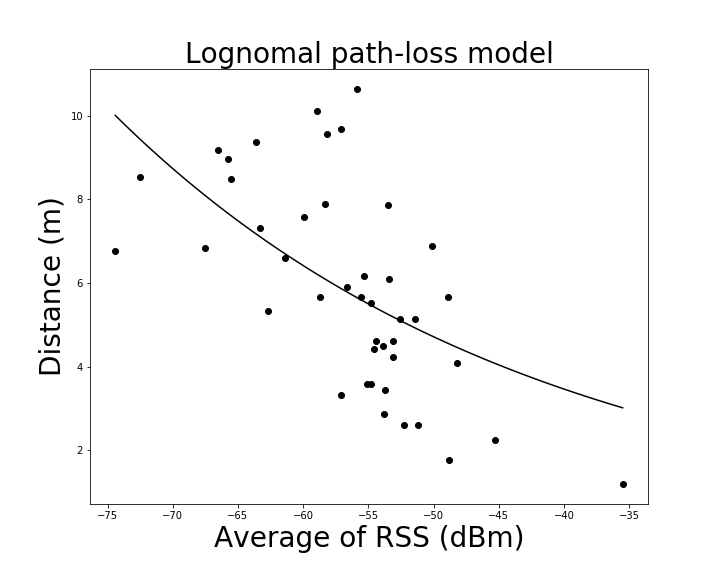 Lognomal path-loss model
Distance (m)
10
8
6
4
2
−75 −70 −65 −60 −55 −50 −45 −40 −35
Average of RSS (dBm)